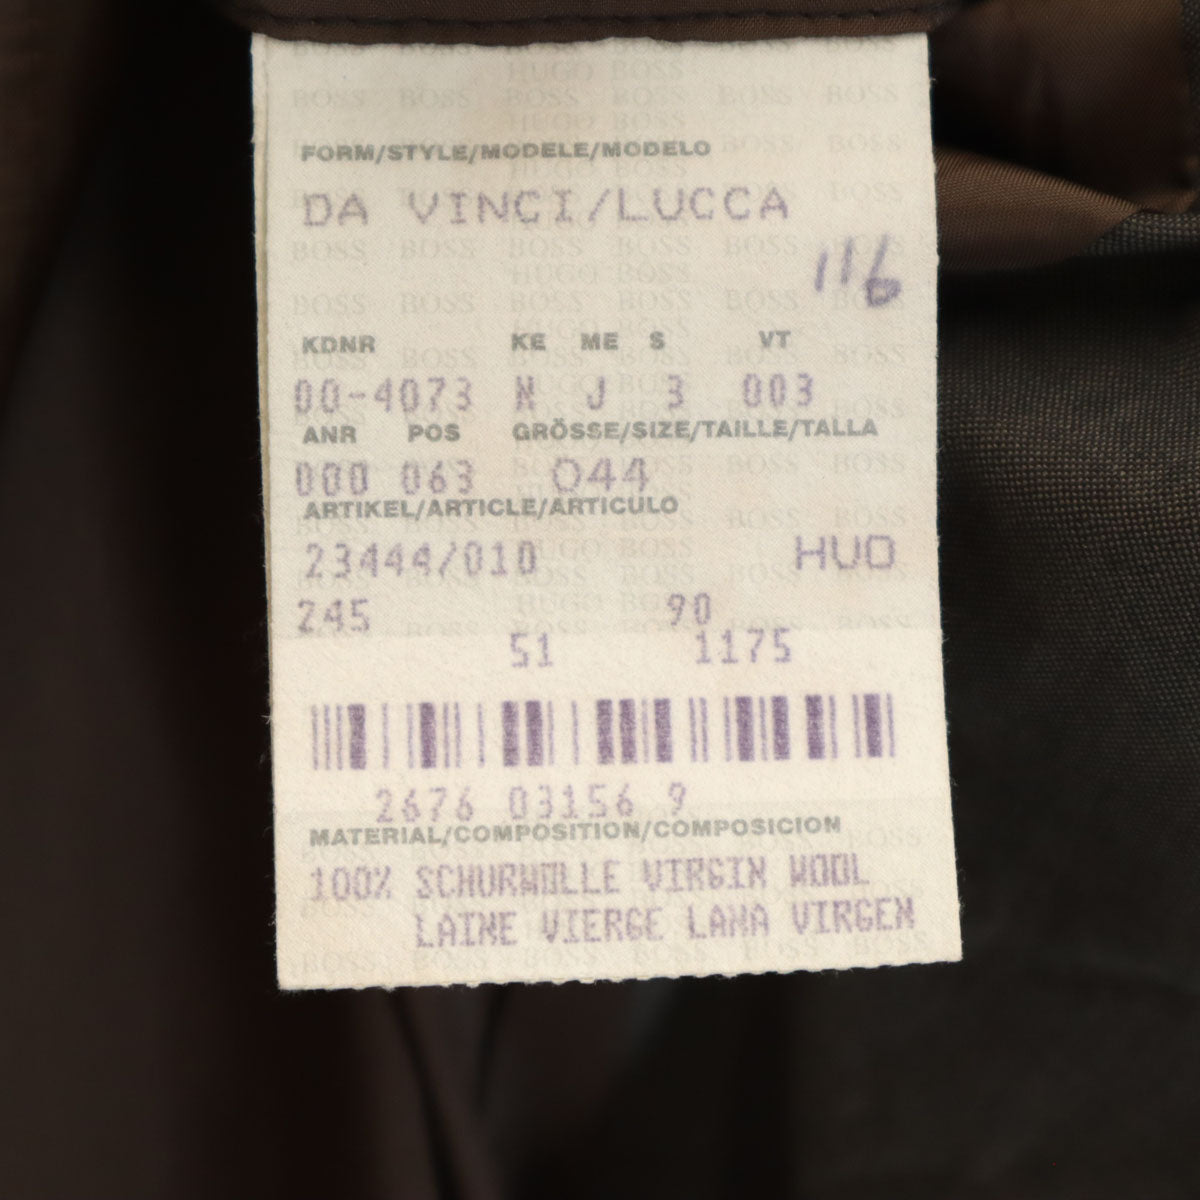 FORM/STYLE/MODELE/MODELO
DA VINCI/LUCCA
116
KDNR KE ME S VT
00-4073 N J 3 003
ANR POS GRÖSSE/SIZE/TAILLE/TALLA
000 063 044
ARTIKEL/ARTICLE/ARTICULO
23444/010 HUO
245 90
51 1175
2676 03156 9
MATERIAL/COMPOSITION/COMPOSICION
100% SCHURWOLLE VIRGIN WOOL
LAINE VIERGE LANA VIRGEN